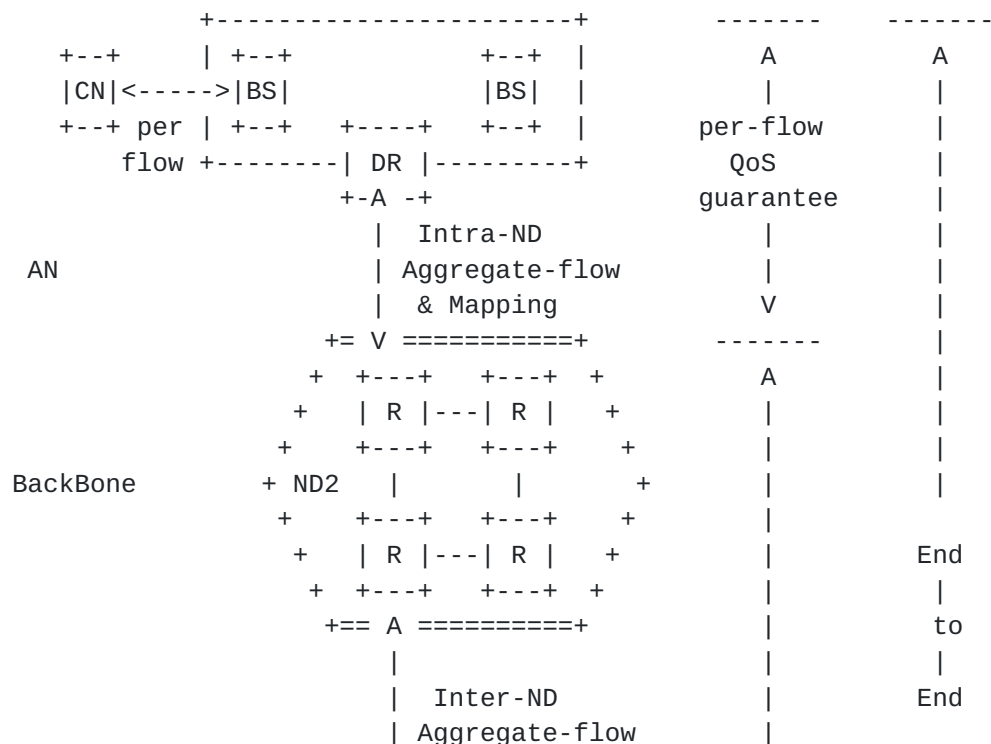 +-----------------------+        -------    -------
   +--+     | +--+            +--+  |           A          A
   |CN|<----->|BS|            |BS|  |           |          |
   +--+ per | +--+   +----+   +--+  |       per-flow       |
       flow +--------| DR |---------+         QoS          |
                     +-A -+                 guarantee      |
                       |  Intra-ND              |          |
 AN                    | Aggregate-flow         |          |
                       |  & Mapping             V          |
                    += V ===========+        -------       |
                   +  +---+   +---+  +          A          |
                  +   | R |---| R |   +         |          |
                 +    +---+   +---+    +        |          |
BackBone        + ND2   |       |       +       |          |
                 +    +---+   +---+    +        |
                  +   | R |---| R |   +         |         End
                   +  +---+   +---+  +          |          |
                    +== A ==========+           |          to
                        |                       |          |
                        |  Inter-ND             |         End
                        | Aggregate-flow        |